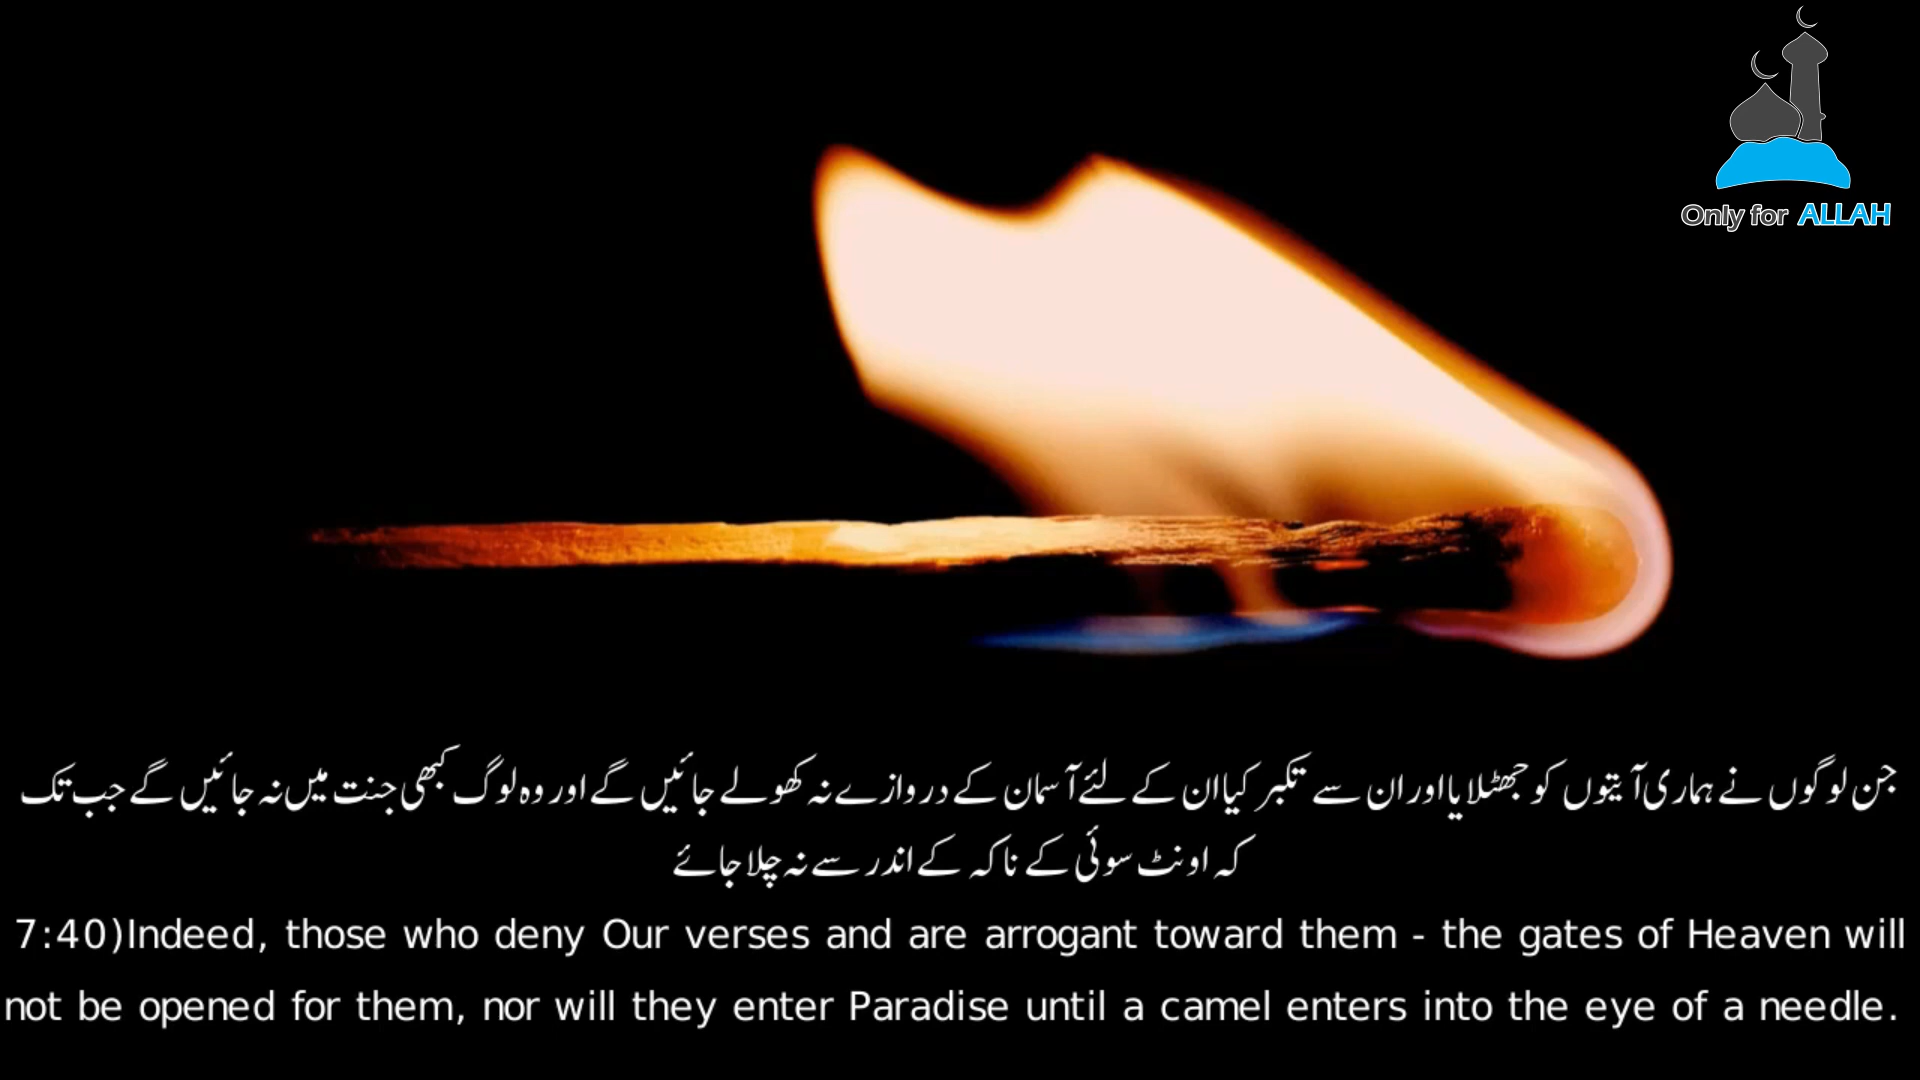 Only for ALLAH
جن لوگوں نے ہماری آیتوں کو جھٹلایا اور ان سے تکبر کیا ان کے لئے آسمان کے دروازے نہ کھولے جائیں گے اور وہ لوگ کبھی جنت میں نہ جائیں گے جب تک
کہ اونٹ سوئی کے ناکہ کے اندر سے نہ چلا جائے
7:40)Indeed, those who deny Our verses and are arrogant toward them - the gates of Heaven will
not be opened for them, nor will they enter Paradise until a camel enters into the eye of a needle.